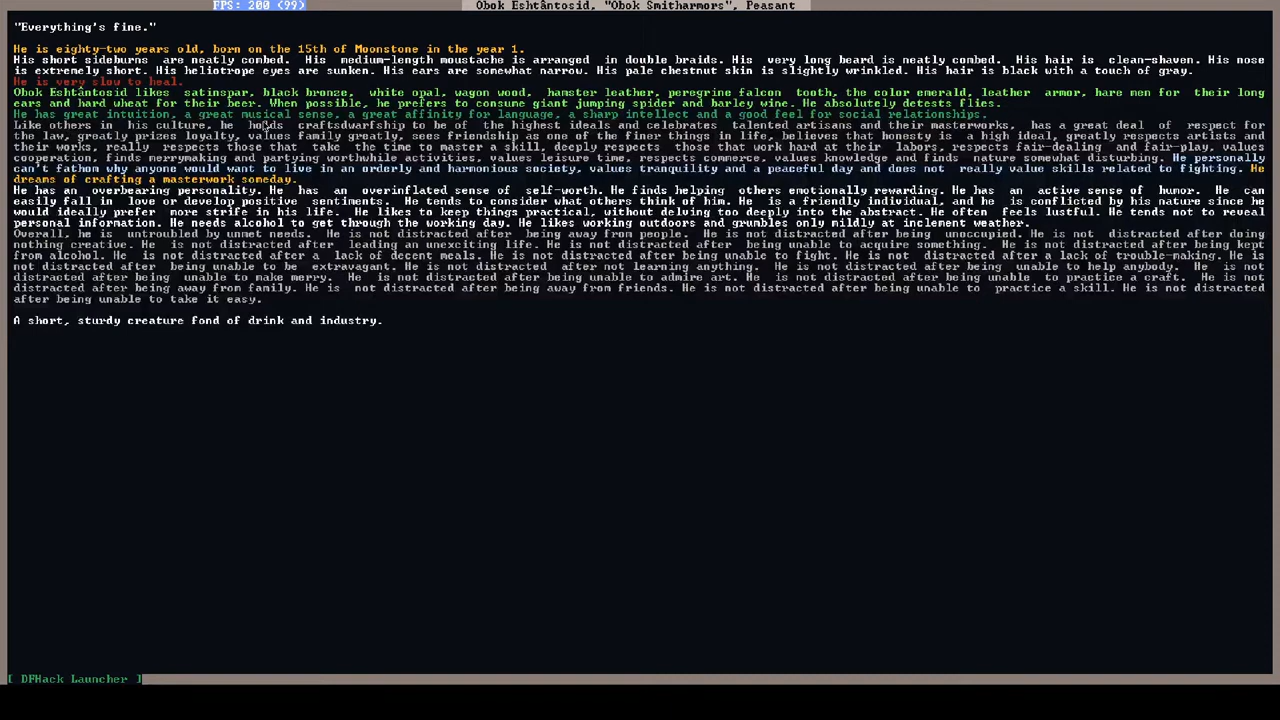 FPS: 200 (99)
Obok Eshtântosid, "Obok Smitharmors", Peasant
"Everything's fine."
He is eighty-two years old, born on the 15th of Moonstone in the year 1.
His short sideburns are neatly combed. His medium-length moustache is arranged in double braids. His very long beard is neatly combed. His hair is clean-shaven. His nose
is extremely short. His heliotrope eyes are sunken. His ears are somewhat narrow. His pale chestnut skin is slightly wrinkled. His hair is black with a touch of gray.
He is very slow to heal.
Obok Eshtântosid likes satinspar, black bronze, white opal, wagon wood, hamster leather, peregrine falcon tooth, the color emerald, leather armor, hare men for their long
ears and hard wheat for their beer. When possible, he prefers to consume giant jumping spider and barley wine. He absolutely detests flies.
He has great intuition, a great musical sense, a great affinity for language, a sharp intellect and a good feel for social relationships.
Like others in his culture, he holds craftsdwarfship to be of the highest ideals and celebrates talented artisans and their masterworks, has a great deal of respect for
the law, greatly prizes loyalty, values family greatly, sees friendship as one of the finer things in life, believes that honesty is a high ideal, greatly respects artists and
their works, really respects those that take the time to master a skill, deeply respects those that work hard at their labors, respects fair-dealing and fair-play, values
cooperation, finds merrymaking and partying worthwhile activities, values leisure time, respects commerce, values knowledge and finds nature somewhat disturbing. He personally
can't fathom why anyone would want to live in an orderly and harmonious society, values tranquility and a peaceful day and does not really value skills related to fighting. He
dreams of crafting a masterwork someday.
He has an overbearing personality. He has an overinflated sense of self-worth. He finds helping others emotionally rewarding. He has an active sense of humor. He can
easily fall in love or develop positive sentiments. He tends to consider what others think of him. He is a friendly individual, and he is conflicted by his nature since he
would ideally prefer more strife in his life. He likes to keep things practical, without delving too deeply into the abstract. He often feels lustful. He tends not to reveal
personal information. He needs alcohol to get through the working day. He likes working outdoors and grumbles only mildly at inclement weather.
Overall, he is untroubled by unmet needs. He is not distracted after being away from people. He is not distracted after being unoccupied. He is not distracted after doing
nothing creative. He is not distracted after leading an unexciting life. He is not distracted after being unable to acquire something. He is not distracted after being kept
from alcohol. He is not distracted after a lack of decent meals. He is not distracted after being unable to fight. He is not distracted after a lack of trouble-making. He is
not distracted after being unable to be extravagant. He is not distracted after not learning anything. He is not distracted after being unable to help anybody. He is not
distracted after being unable to make merry. He is not distracted after being unable to admire art. He is not distracted after being unable to practice a craft. He is not
distracted after being away from family. He is not distracted after being away from friends. He is not distracted after being unable to practice a skill. He is not distracted
after being unable to take it easy.
A short, sturdy creature fond of drink and industry.
[ DFHack Launcher ]